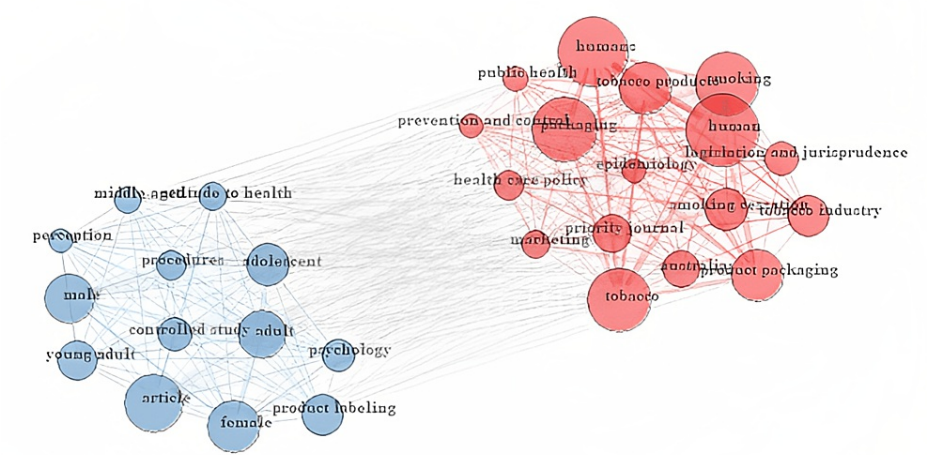 humans
public health
tobacco products
smoking
prevention and control
packaging
human
legislation and jurisprudence
epidemiology
health care policy
smoking cessation
tobacco industry
priority journal
marketing
australia
product packaging
tobacco
middle aged
attitude to health
perception
procedures
adolescent
male
controlled study
adult
young adult
psychology
article
product labeling
female